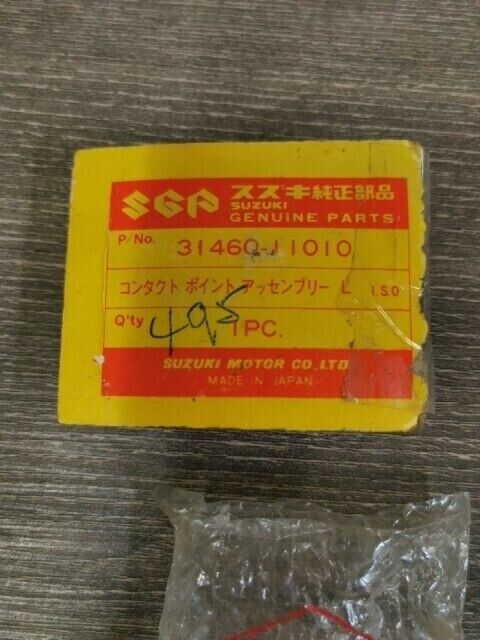 SGP スズキ純正部品
SUZUKI
GENUINE PARTS
P/No. 31460-11010
コンタクト ポイント アッセンブリー L I.S.O
Q'ty 1PC.
495
SUZUKI MOTOR CO.,LTD
MADE IN JAPAN